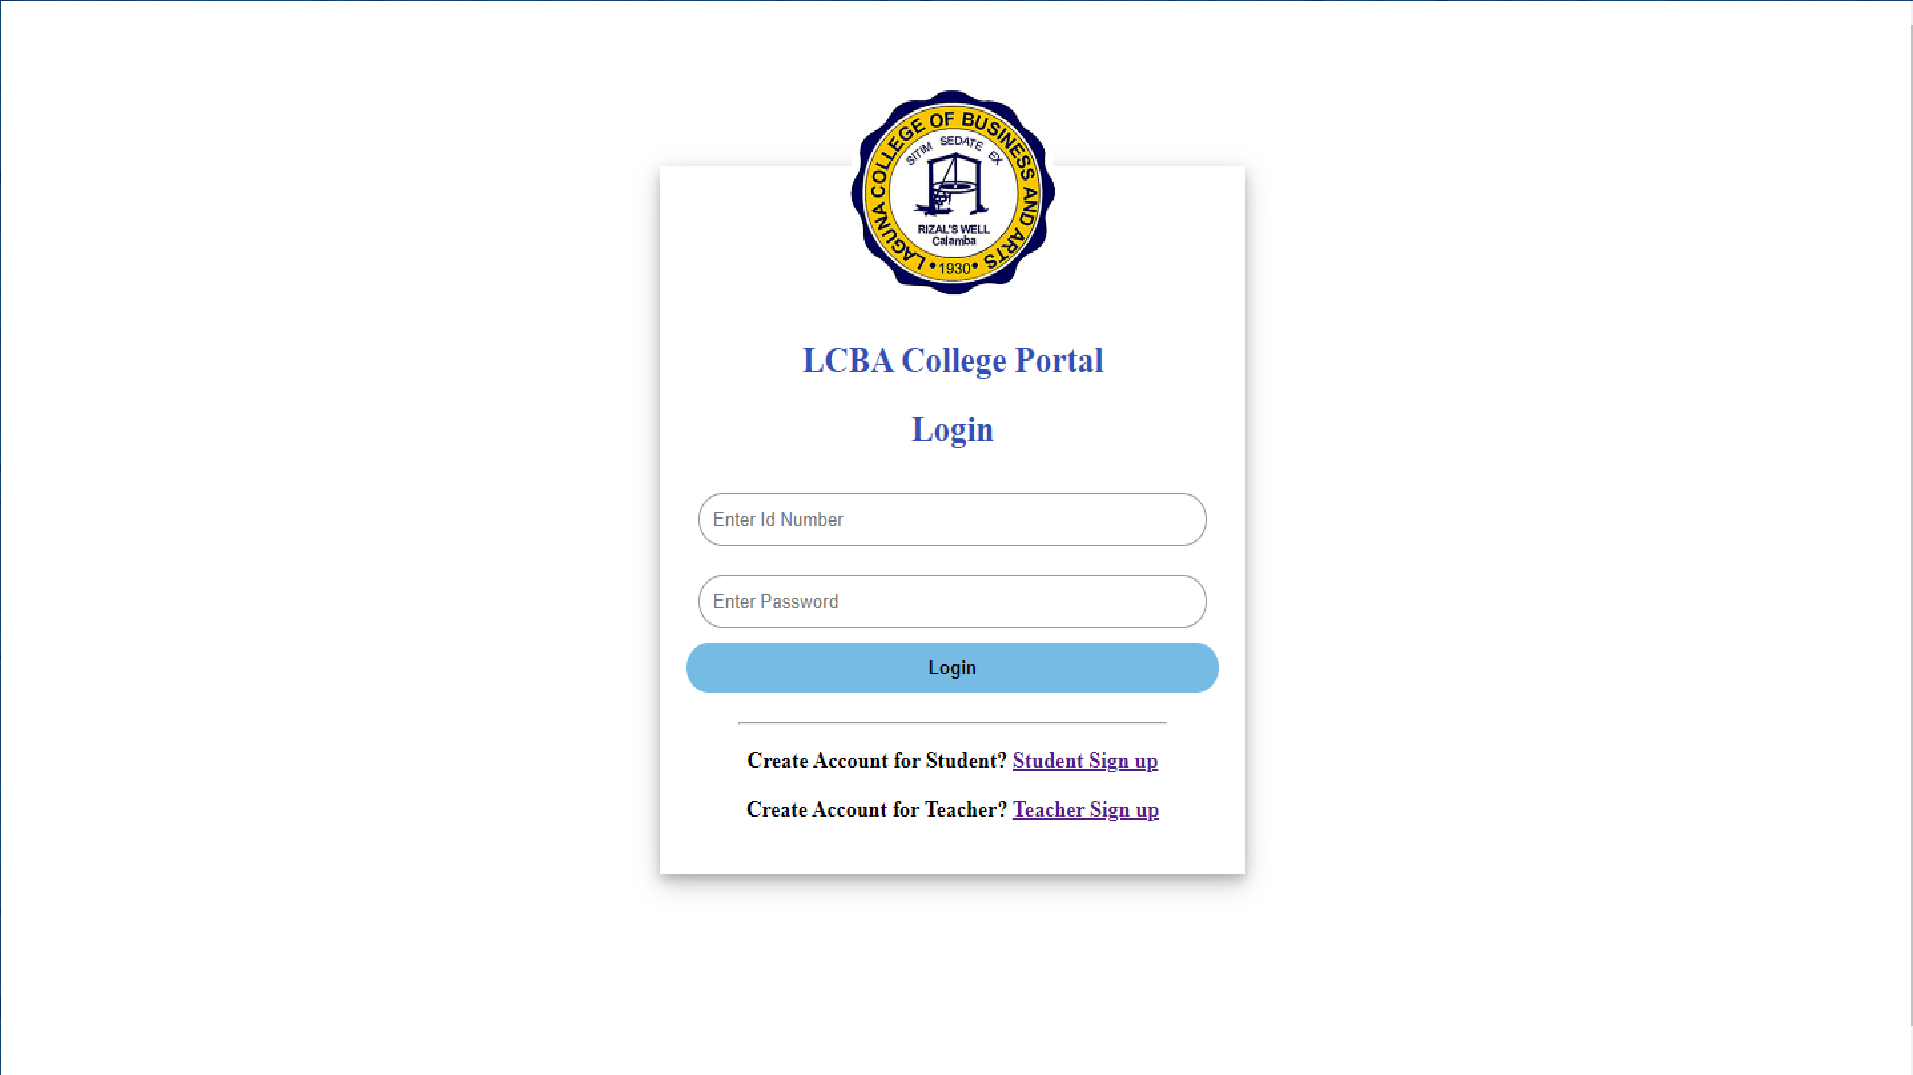 LAGUNA COLLEGE OF BUSINESS AND ARTS
SITIM SEDATE EX
RIZAL'S WELL
Calamba
• 1930 •
LCBA College Portal
Login
Enter Id Number
Enter Password
Login
Create Account for Student? Student Sign up
Create Account for Teacher? Teacher Sign up